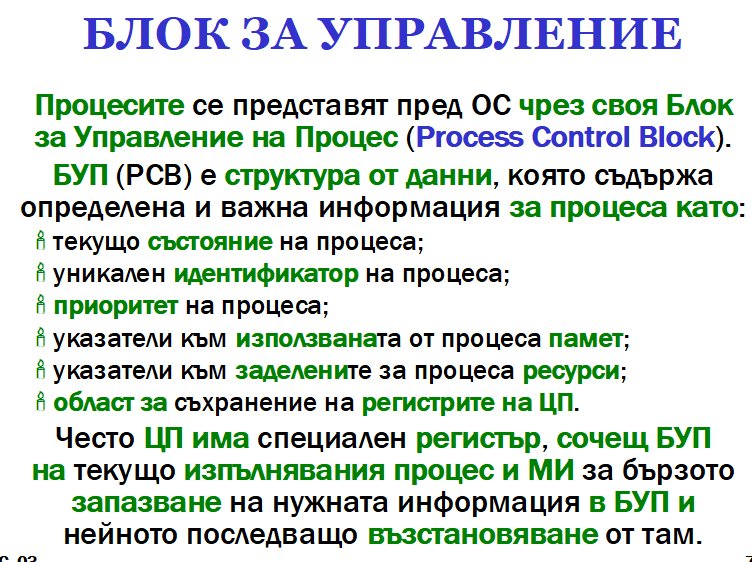 БЛОК ЗА УПРАВЛЕНИЕ
Процесите се представят пред ОС чрез своя Блок
за Управление на Процес (Process Control Block).
БУП (PCB) е структура от данни, която съдържа
определена и важна информация за процеса като:
текущо състояние на процеса;
уникален идентификатор на процеса;
приоритет на процеса;
указатели към използваната от процеса памет;
указатели към заделените за процеса ресурси;
област за съхранение на регистрите на ЦП.
Често ЦП има специален регистър, сочещ БУП
на текущо изпълнявания процес и МИ за бързото
запазване на нужната информация в БУП и
нейното последващо възстановяване от там.